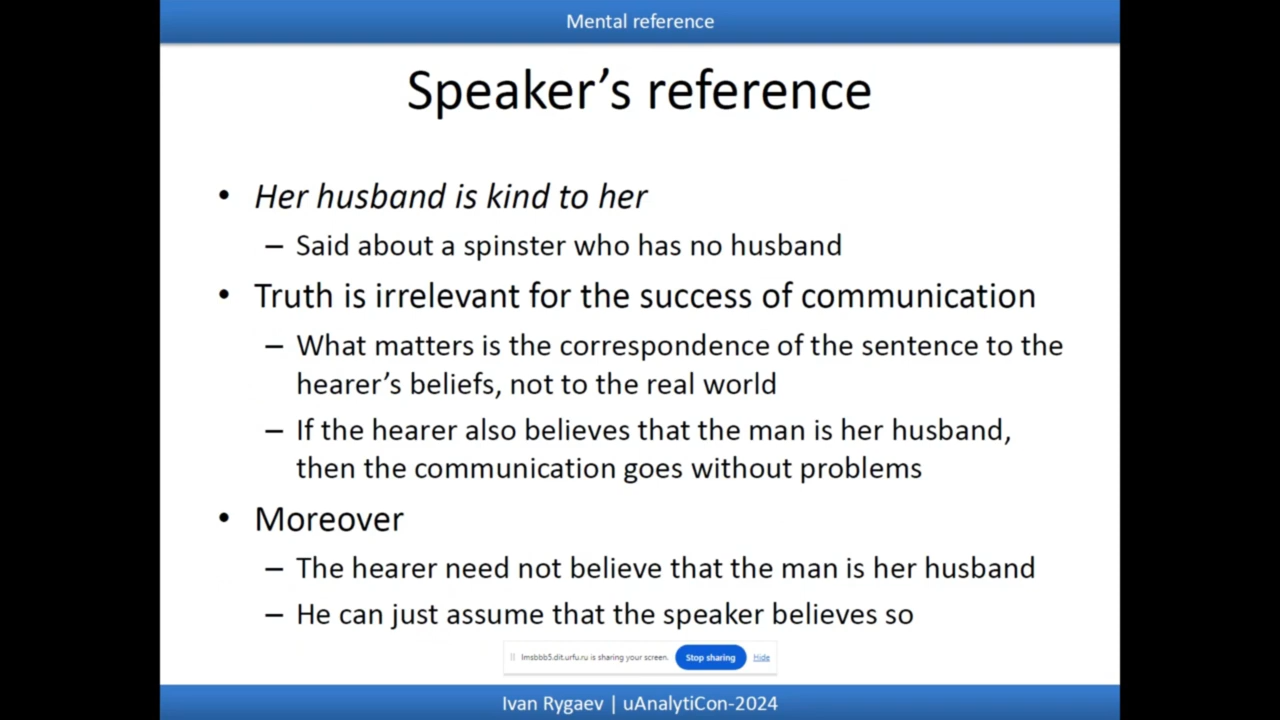 Mental reference
Speaker's reference
• Her husband is kind to her
– Said about a spinster who has no husband
• Truth is irrelevant for the success of communication
– What matters is the correspondence of the sentence to the
hearer's beliefs, not to the real world
– If the hearer also believes that the man is her husband,
then the communication goes without problems
• Moreover
– The hearer need not believe that the man is her husband
– He can just assume that the speaker believes so
lmsbbb5.dit.urfu.ru is sharing your screen. Stop sharing Hide
Ivan Rygaev | uAnalytiCon-2024